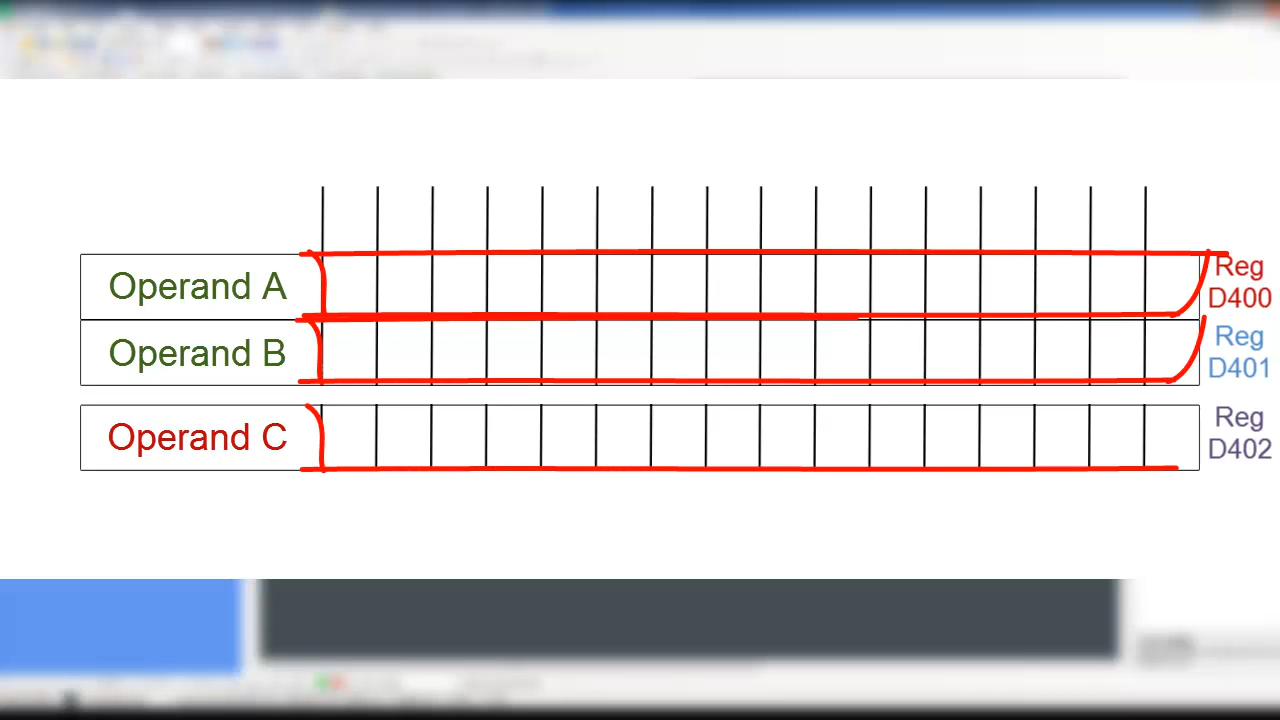 Operand A
Reg
D400
Operand B
Reg
D401
Operand C
Reg
D402